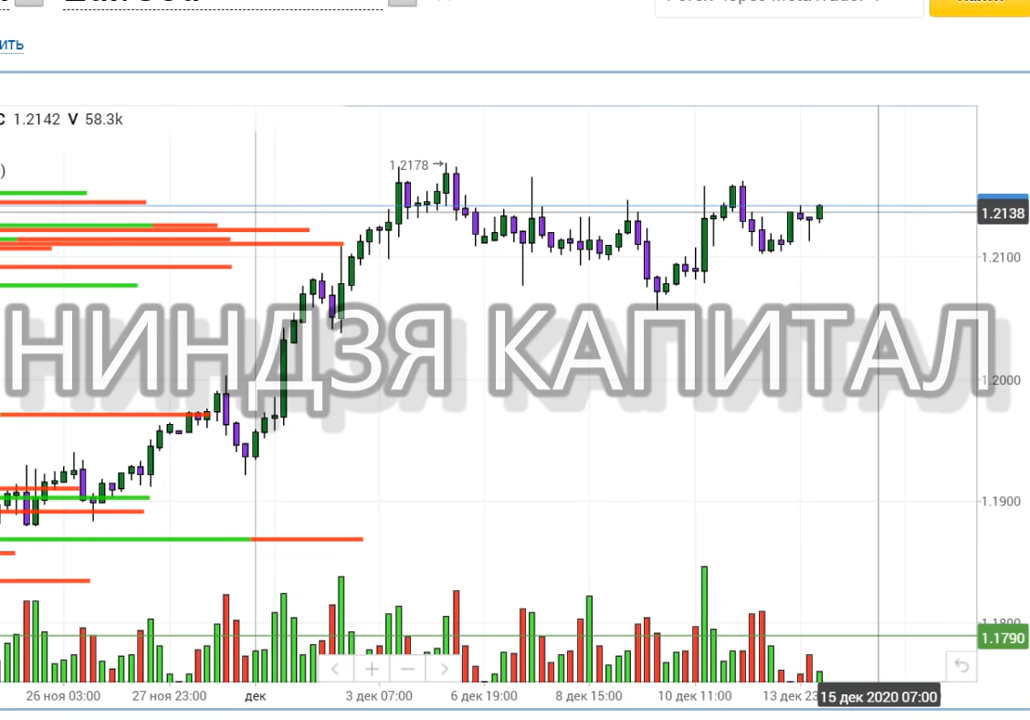 ить
C 1.2142 V 58.3k
)
1.2178
1.2138
1.2100
НИНДЗЯ КАПИТАЛ
1.2000
1.1900
1.1790
26 ноя 03:00 27 ноя 23:00 дек 3 дек 07:00 6 дек 19:00 8 дек 15:00 10 дек 11:00 13 дек 23 15 дек 2020 07:00